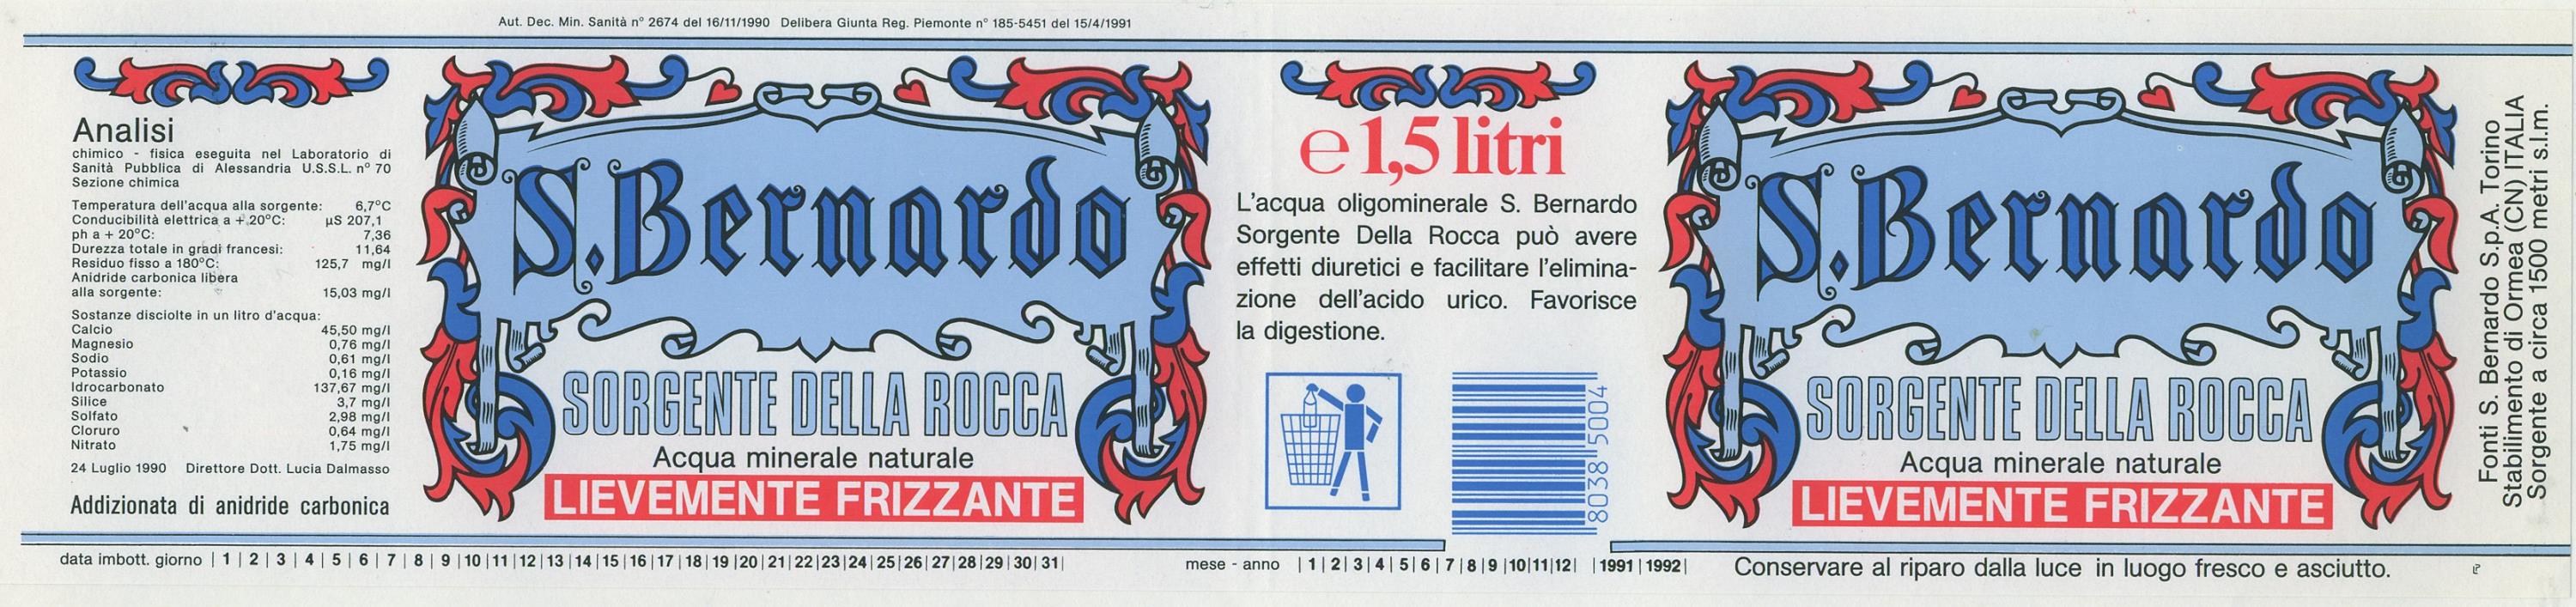 Aut. Dec. Min. Sanità n° 2674 del 16/11/1990 Delibera Giunta Reg. Piemonte n° 185-5451 del 15/4/1991
Analisi
chimico - fisica eseguita nel Laboratorio di
Sanità Pubblica di Alessandria U.S.S.L. n° 70
Sezione chimica
Temperatura dell'acqua alla sorgente: 6,7°C
Conducibilità elettrica a + 20°C: µS 207,1
ph a + 20°C: 7,36
Durezza totale in gradi francesi: 11,64
Residuo fisso a 180°C: 125,7 mg/l
Anidride carbonica libera
alla sorgente: 15,03 mg/l
Sostanze disciolte in un litro d'acqua:
Calcio 45,50 mg/l
Magnesio 0,76 mg/l
Sodio 0,61 mg/l
Potassio 0,16 mg/l
Idrocarbonato 137,67 mg/l
Silice 3,7 mg/l
Solfato 2,98 mg/l
Cloruro 0,64 mg/l
Nitrato 1,75 mg/l
24 Luglio 1990 Direttore Dott. Lucia Dalmasso
Addizionata di anidride carbonica
S.Bernardo
SORGENTE DELLA ROCCA
Acqua minerale naturale
LIEVEMENTE FRIZZANTE
e 1,5 litri
L'acqua oligominerale S. Bernardo
Sorgente Della Rocca può avere
effetti diuretici e facilitare l'elimina-
zione dell'acido urico. Favorisce
la digestione.
8038 5004
S.Bernardo
SORGENTE DELLA ROCCA
Acqua minerale naturale
LIEVEMENTE FRIZZANTE
Fonti S. Bernardo S.p.A. Torino
Stabilimento di Ormea (CN) ITALIA
Sorgente a circa 1500 metri s.l.m.
data imbott. giorno | 1 | 2 | 3 | 4 | 5 | 6 | 7 | 8 | 9 |10|11|12|13|14|15|16|17|18|19|20|21|22|23|24|25|26|27|28|29|30|31|
mese - anno | 1 | 2 | 3 | 4 | 5 | 6 | 7 | 8 | 9 |10|11|12| |1991|1992|
Conservare al riparo dalla luce in luogo fresco e asciutto.